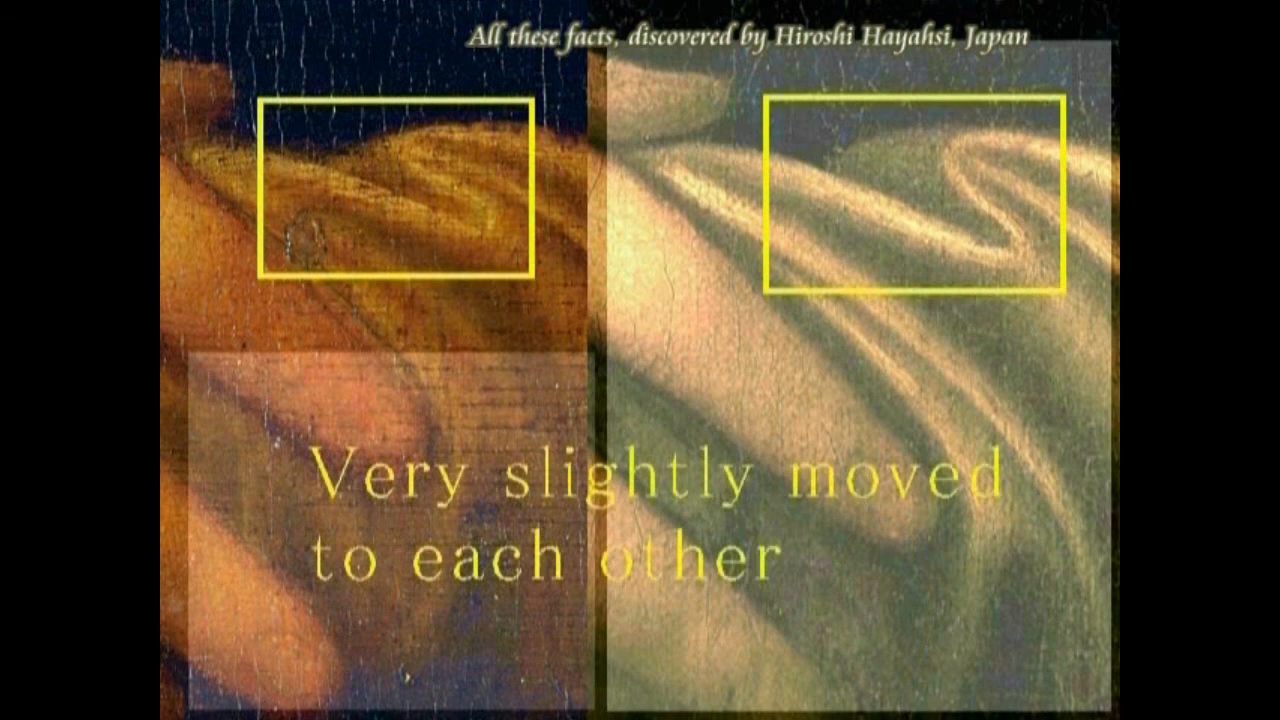 All these facts, discovered by Hiroshi Hayahsi, Japan
Very slightly moved
to each other